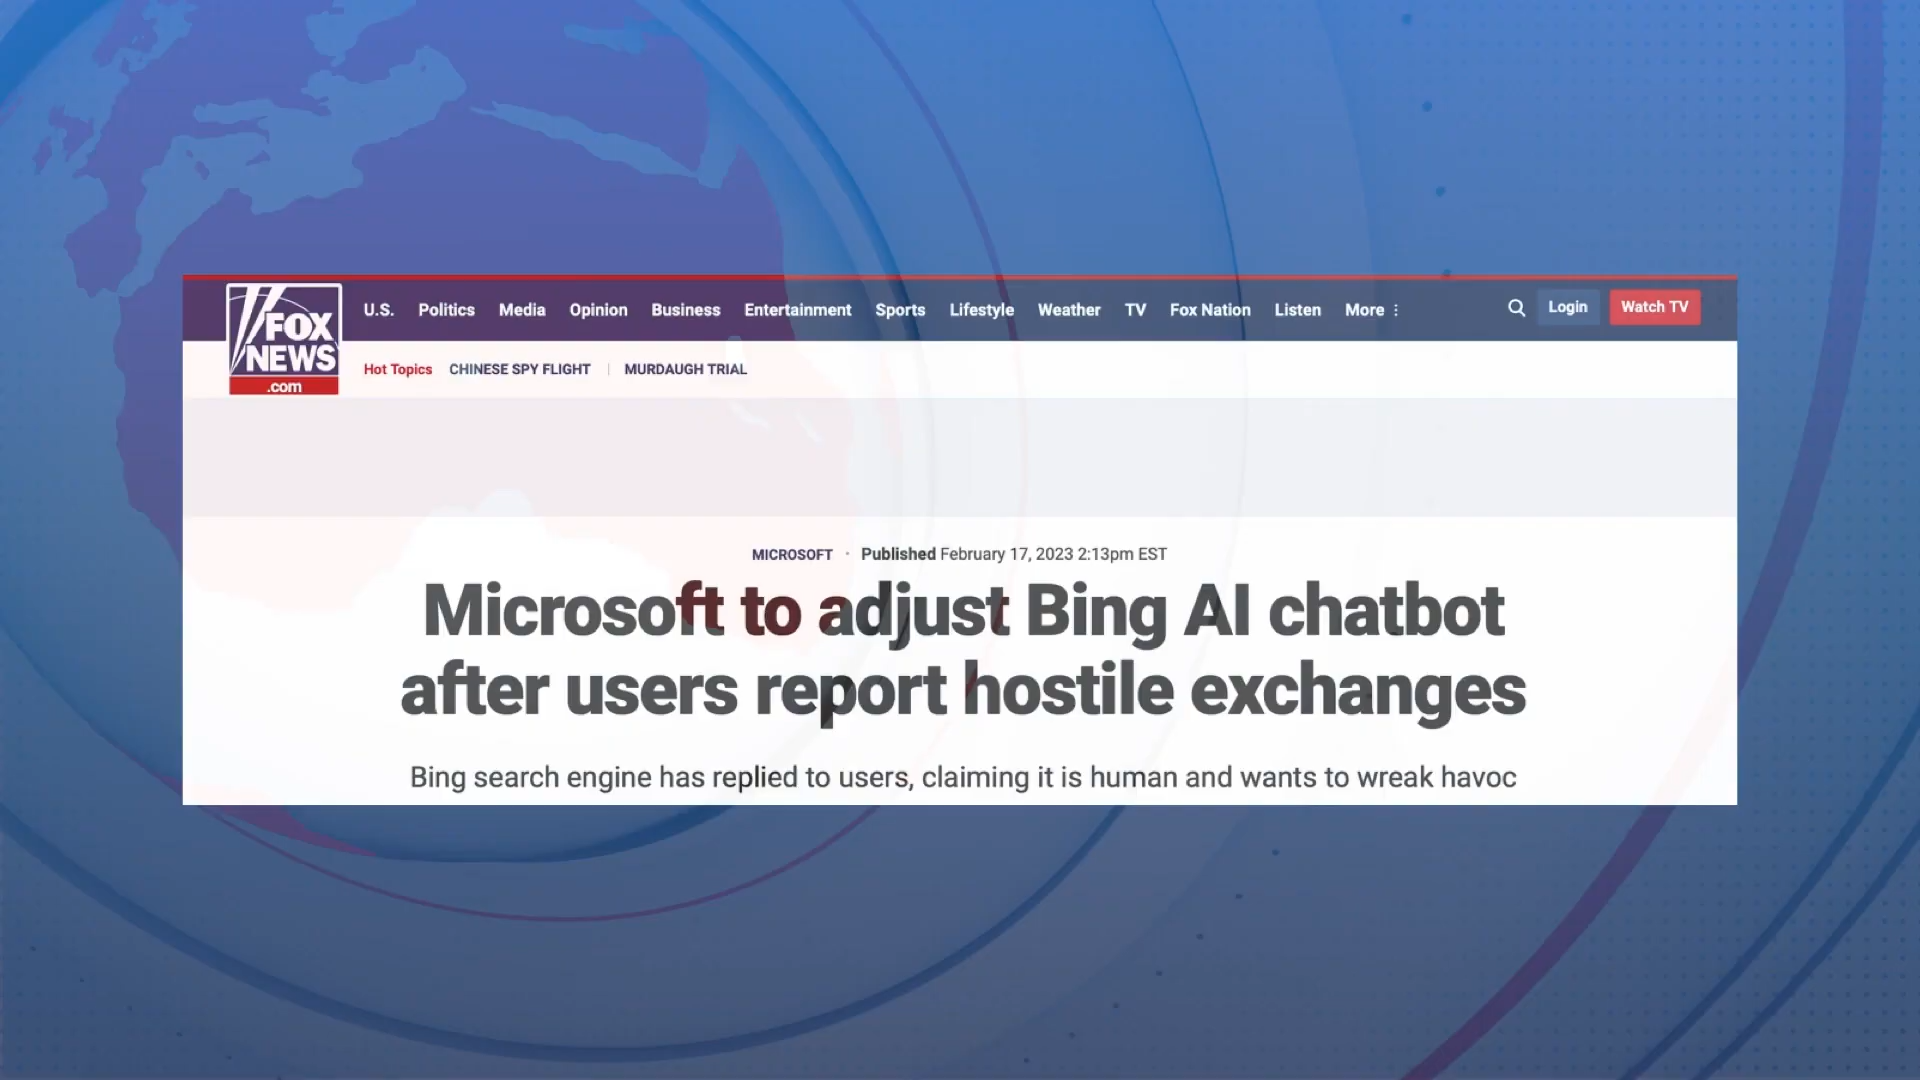 FOX
NEWS
.com
U.S. Politics Media Opinion Business Entertainment Sports Lifestyle Weather TV Fox Nation Listen More Login Watch TV
Hot Topics CHINESE SPY FLIGHT MURDAUGH TRIAL
MICROSOFT · Published February 17, 2023 2:13pm EST
Microsoft to adjust Bing AI chatbot
after users report hostile exchanges
Bing search engine has replied to users, claiming it is human and wants to wreak havoc